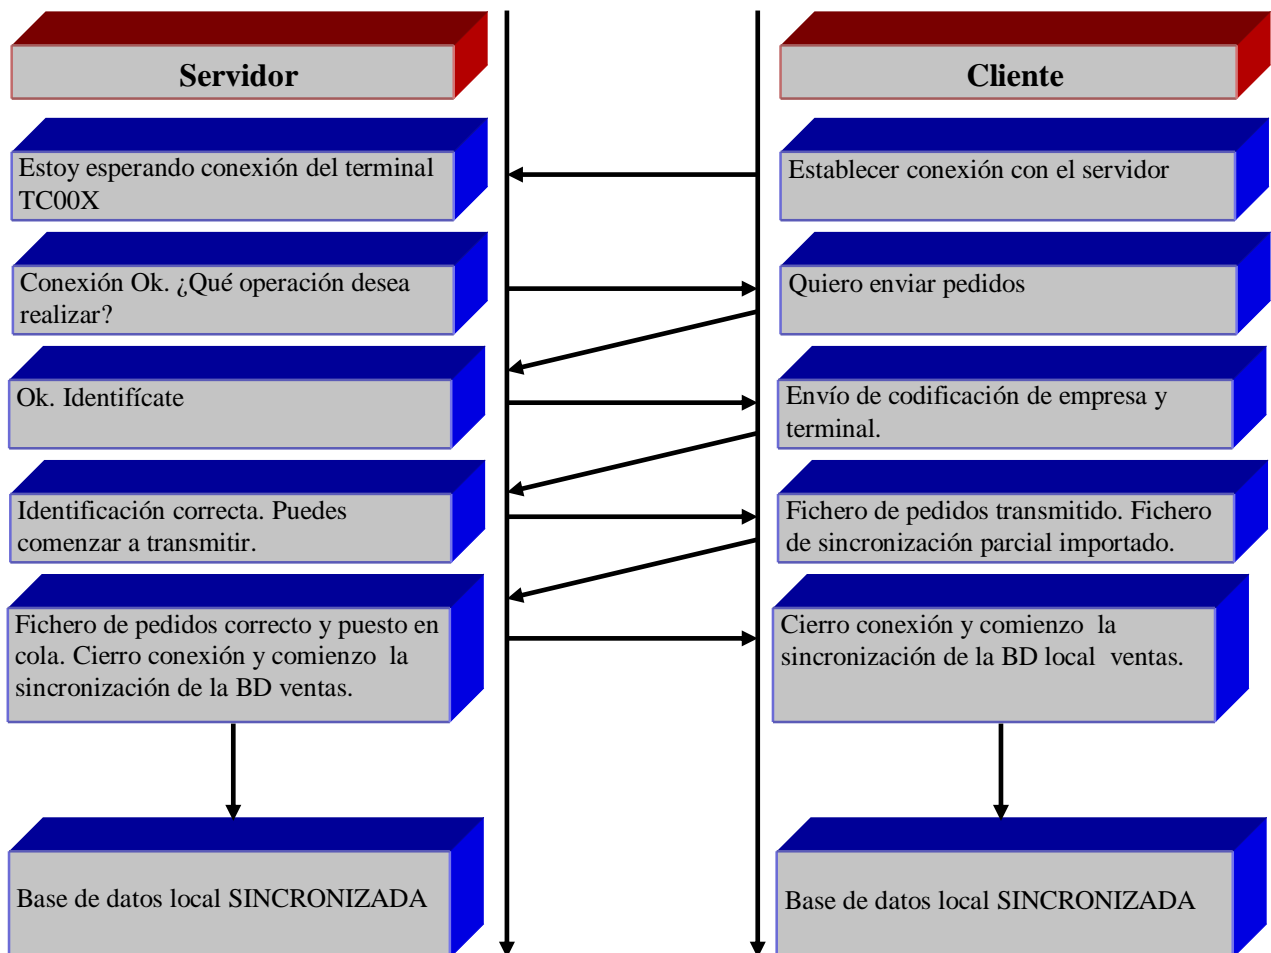 Servidor
Cliente
Estoy esperando conexión del terminal
TC00X
Establecer conexión con el servidor
Conexión Ok. ¿Qué operación desea
realizar?
Quiero enviar pedidos
Ok. Identifícate
Envío de codificación de empresa y
terminal.
Identificación correcta. Puedes
comenzar a transmitir.
Fichero de pedidos transmitido. Fichero
de sincronización parcial importado.
Fichero de pedidos correcto y puesto en
cola. Cierro conexión y comienzo  la
sincronización de la BD ventas.
Cierro conexión y comienzo  la
sincronización de la BD local  ventas.
Base de datos local SINCRONIZADA
Base de datos local SINCRONIZADA